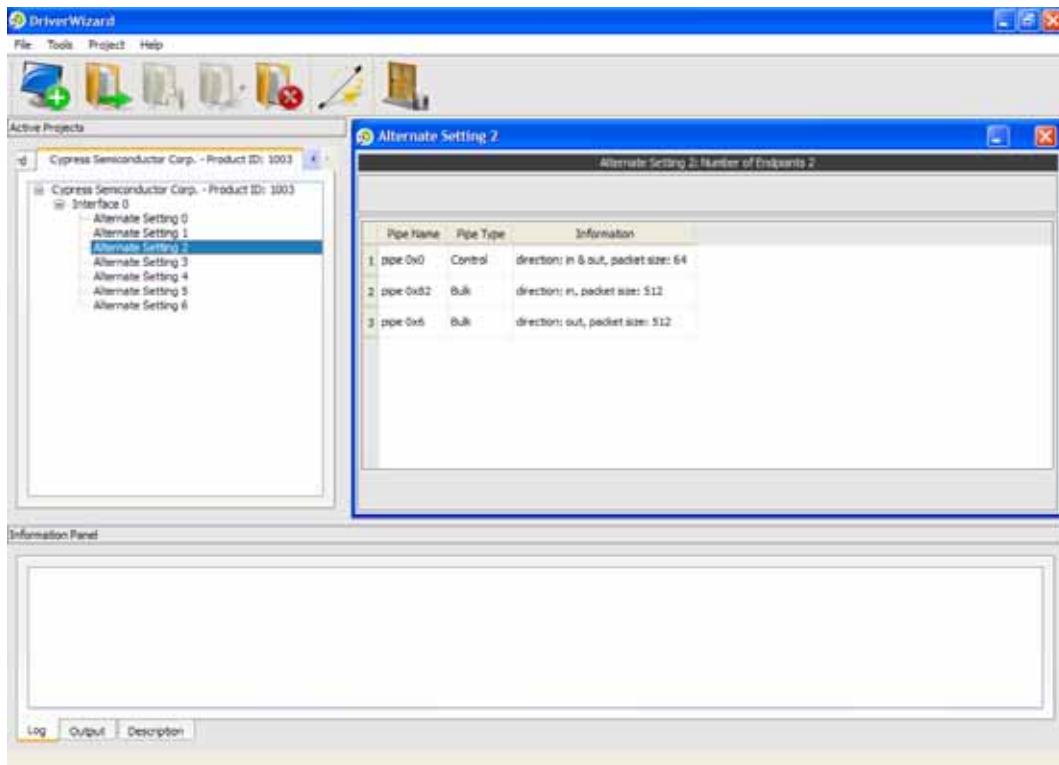 DriverWizard
File Tools Project Help
Active Projects
Alternate Setting 2
Cypress Semiconductor Corp. - Product ID: 1003
Alternate Setting 2: Number of Endpoints 2
Cypress Semiconductor Corp. - Product ID: 1003
Interface 0
Alternate Setting 0
Alternate Setting 1
Alternate Setting 2
Alternate Setting 3
Alternate Setting 4
Alternate Setting 5
Alternate Setting 6
Pipe Name Pipe Type Information
1 pipe 0x0 Control direction: in & out, packet size: 64
2 pipe 0x82 Bulk direction: in, packet size: 512
3 pipe 0x6 Bulk direction: out, packet size: 512
Information Panel
Log Output Description